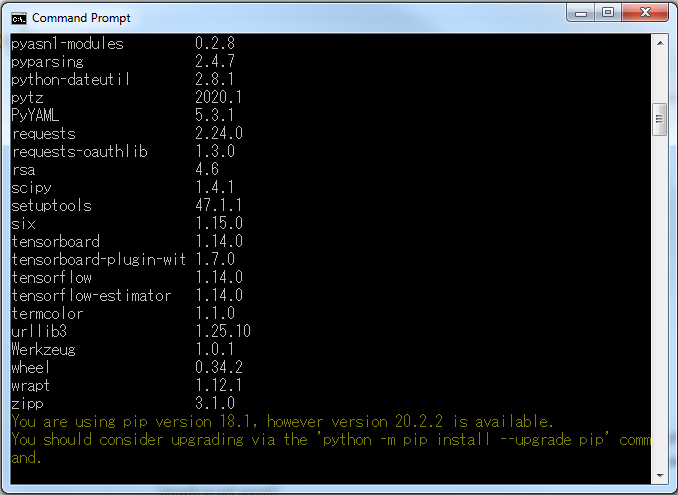 Command Prompt
pyasn1-modules 0.2.8
pyparsing 2.4.7
python-dateutil 2.8.1
pytz 2020.1
PyYAML 5.3.1
requests 2.24.0
requests-oauthlib 1.3.0
rsa 4.6
scipy 1.4.1
setuptools 47.1.1
six 1.15.0
tensorboard 1.14.0
tensorboard-plugin-wit 1.7.0
tensorflow 1.14.0
tensorflow-estimator 1.14.0
termcolor 1.1.0
urllib3 1.25.10
Werkzeug 1.0.1
wheel 0.34.2
wrapt 1.12.1
zipp 3.1.0
You are using pip version 18.1, however version 20.2.2 is available.
You should consider upgrading via the 'python -m pip install --upgrade pip' comm
and.